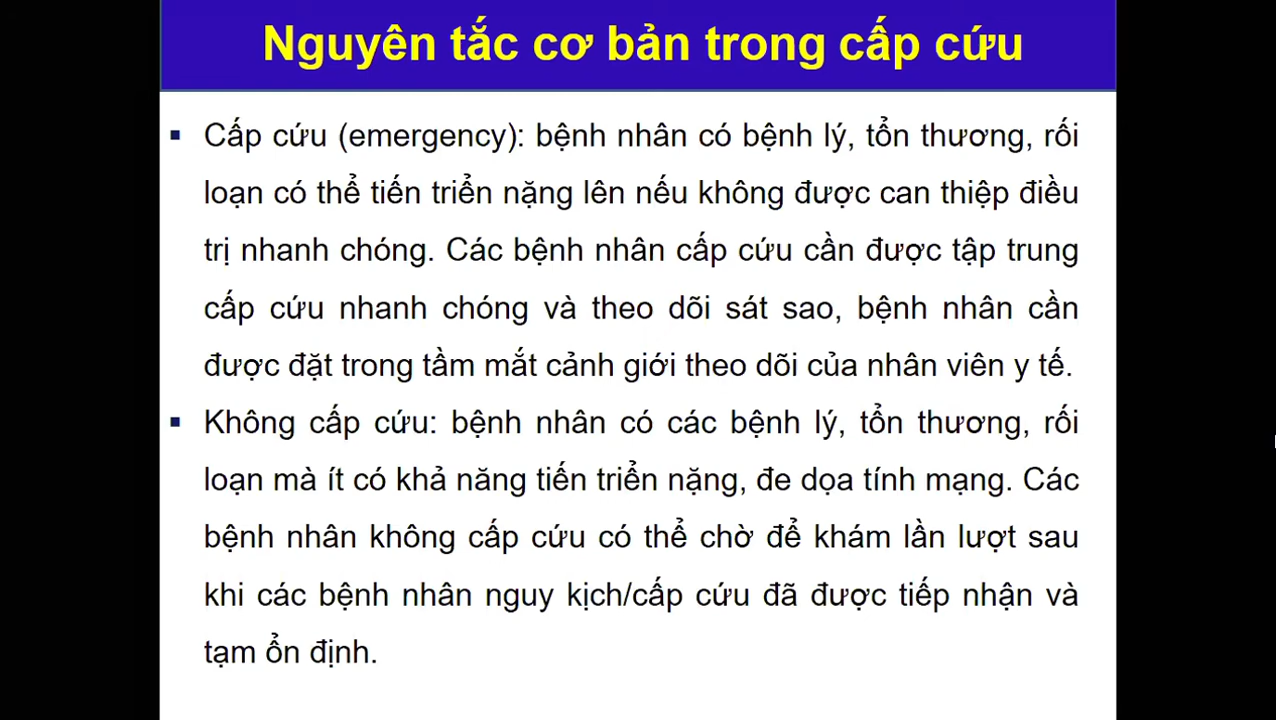 Nguyên tắc cơ bản trong cấp cứu
▪ Cấp cứu (emergency): bệnh nhân có bệnh lý, tổn thương, rối
loạn có thể tiến triển nặng lên nếu không được can thiệp điều
trị nhanh chóng. Các bệnh nhân cấp cứu cần được tập trung
cấp cứu nhanh chóng và theo dõi sát sao, bệnh nhân cần
được đặt trong tầm mắt cảnh giới theo dõi của nhân viên y tế.
▪ Không cấp cứu: bệnh nhân có các bệnh lý, tổn thương, rối
loạn mà ít có khả năng tiến triển nặng, đe dọa tính mạng. Các
bệnh nhân không cấp cứu có thể chờ để khám lần lượt sau
khi các bệnh nhân nguy kịch/cấp cứu đã được tiếp nhận và
tạm ổn định.